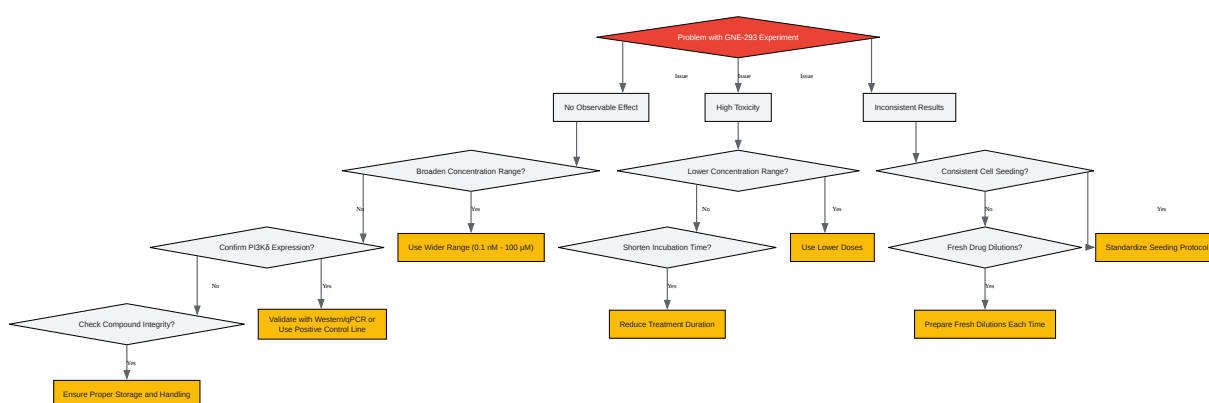 Problem with GNE-293 Experiment
Issue
Issue
Issue
No Observable Effect
High Toxicity
Inconsistent Results
Broaden Concentration Range?
Lower Concentration Range?
Consistent Cell Seeding?
No
Yes
No
Yes
No
Yes
Confirm PI3Kδ Expression?
Use Wider Range (0.1 nM - 100 µM)
Shorten Incubation Time?
Use Lower Doses
Fresh Drug Dilutions?
Standardize Seeding Protocol
No
Yes
Yes
Yes
Check Compound Integrity?
Validate with Western/qPCR or
Use Positive Control Line
Reduce Treatment Duration
Prepare Fresh Dilutions Each Time
Yes
Ensure Proper Storage and Handling